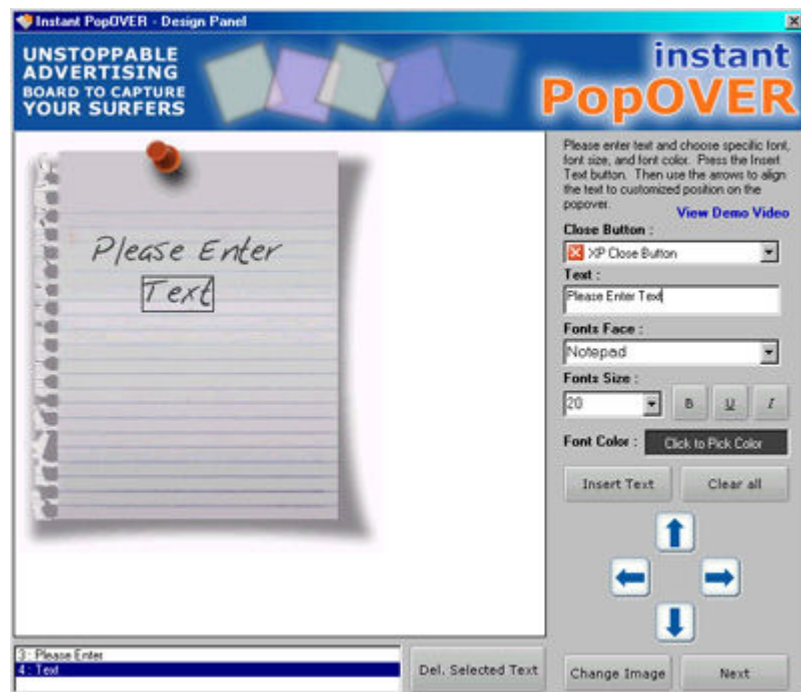 Instant PopOVER - Design Panel
UNSTOPPABLE
ADVERTISING
BOARD TO CAPTURE
YOUR SURFERS
instant
PopOVER
Please enter text and choose specific font,
font size, and font color. Press the Insert
Text button. Then use the arrows to align
the text to customized position on the
popover.
View Demo Video
Close Button :
XP Close Button
Text :
Please Enter Text
Fonts Face :
Notepad
Fonts Size :
20
B U I
Font Color : Click to Pick Color
Insert Text Clear all
Please Enter
Text
3 : Please Enter
4 : Text
Del. Selected Text
Change Image Next